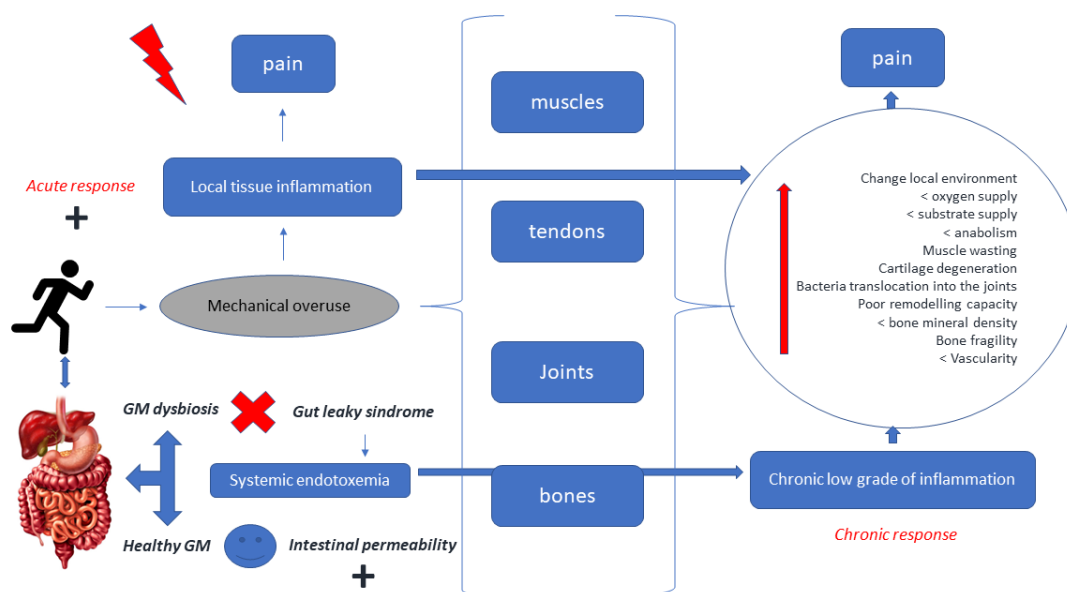 pain
pain
muscles
Acute response
+
Local tissue inflammation
Change local environment
< oxygen supply
< substrate supply
< anabolism
Muscle wasting
Cartilage degeneration
Bacteria translocation into the joints
Poor remodelling capacity
< bone mineral density
Bone fragility
< Vascularity
tendons
Mechanical overuse
Joints
GM dysbiosis
Gut leaky sindrome
Systemic endotoxemia
bones
Chronic low grade of inflammation
Healthy GM
Intestinal permeability
+
Chronic response